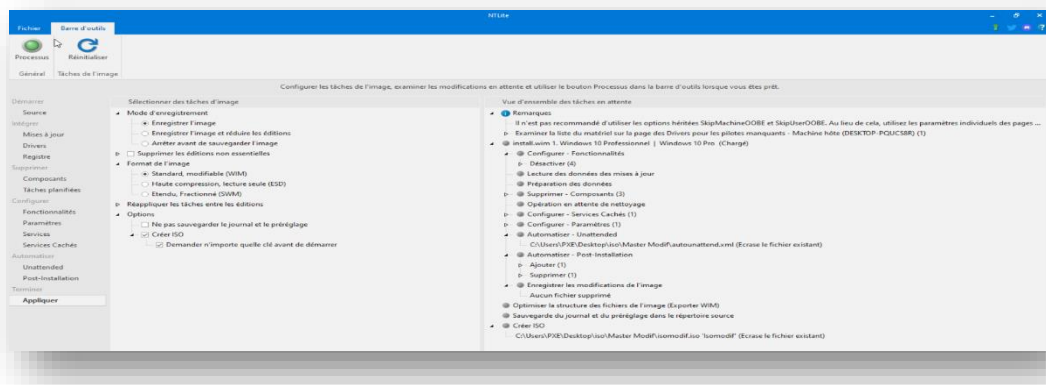 NTLite
Fichier
Barre d'outils
Processus
Réinitialiser
Général
Tâches de l'image
Configurer les tâches de l'image, examiner les modifications en attente et utiliser le bouton Processus dans la barre d'outils lorsque vous êtes prêt.
Démarrer
Source
Intégrer
Mises à jour
Drivers
Registre
Supprimer
Composants
Tâches planifiées
Configurer
Fonctionnalités
Paramètres
Services
Services Cachés
Automatiser
Unattended
Post-Installation
Terminer
Appliquer
Sélectionner des tâches d'image
Mode d'enregistrement
Enregistrer l'image
Enregistrer l'image et réduire les éditions
Arrêter avant de sauvegarder l'image
Supprimer les éditions non essentielles
Format de l'image
Standard, modifiable (WIM)
Haute compression, lecture seule (ESD)
Etendu, Fractionné (SWM)
Réappliquer les tâches entre les éditions
Options
Ne pas sauvegarder le journal et le préréglage
Créer ISO
Demander n'importe quelle clé avant de démarrer
Vue d'ensemble des tâches en attente
Remarques
Il n'est pas recommandé d'utiliser les options héritées SkipMachineOOBE et SkipUserOOBE. Au lieu de cela, utilisez les paramètres individuels des pages ...
Examiner la liste du matériel sur la page des Drivers pour les pilotes manquants - Machine hôte (DESKTOP-PQUCS8R) (1)
install.wim 1. Windows 10 Professionnel | Windows 10 Pro (Chargé)
Configurer - Fonctionnalités
Désactiver (4)
Lecture des données des mises à jour
Préparation des données
Supprimer - Composants (3)
Opération en attente de nettoyage
Configurer - Services Cachés (1)
Configurer - Paramètres (1)
Automatiser - Unattended
C:\Users\PXE\Desktop\iso\Master Modif\autounattend.xml (Ecrase le fichier existant)
Automatiser - Post-Installation
Ajouter (1)
Supprimer (1)
Enregistrer les modifications de l'image
Aucun fichier supprimé
Optimiser la structure des fichiers de l'image (Exporter WIM)
Sauvegarde du journal et du préréglage dans le répertoire source
Créer ISO
C:\Users\PXE\Desktop\iso\Master Modif\isomodif.iso 'Isomodif' (Ecrase le fichier existant)